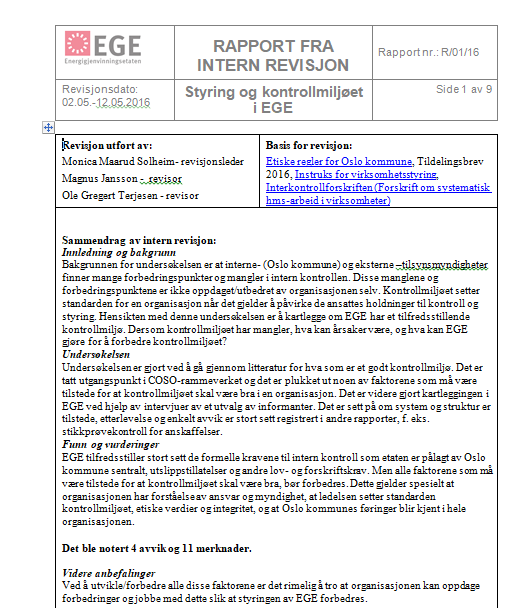 EGE
Energigjenvinningsetaten
RAPPORT FRA
INTERN REVISJON
Rapport nr.: R/01/16
Revisjonsdato:
02.05.-12.05.2016
Styring og kontrollmiljøet
i EGE
Side 1 av 9
Revisjon utført av:
Monica Maarud Solheim- revisjonsleder
Magnus Jansson - revisor
Ole Gregert Terjesen - revisor
Basis for revisjon:
Etiske regler for Oslo kommune, Tildelingsbrev
2016, Instruks for virksomhetsstyring,
Interkontrollforskriften (Forskrift om systematisk
hms-arbeid i virksomheter)
Sammendrag av intern revisjon:
Innledning og bakgrunn
Bakgrunnen for undersøkelsen er at interne- (Oslo kommune) og eksterne –tilsynsmyndigheter
finner mange forbedringspunkter og mangler i intern kontrollen. Disse manglene og
forbedringspunktene er ikke oppdaget/utbedret av organisasjonen selv. Kontrollmiljøet setter
standarden for en organisasjon når det gjelder å påvirke de ansattes holdninger til kontroll og
styring. Hensikten med denne undersøkelsen er å kartlegge om EGE har et tilfredsstillende
kontrollmiljø. Dersom kontrollmiljøet har mangler, hva kan årsaker være, og hva kan EGE
gjøre for å forbedre kontrollmiljøet?
Undersøkelsen
Undersøkelsen er gjort ved å gå gjennom litteratur for hva som er et godt kontrollmiljø. Det er
tatt utgangspunkt i COSO-rammeverket og det er plukket ut noen av faktorene som må være
tilstede for at kontrollmiljøet skal være bra i en organisasjon. Det er videre gjort kartleggingen i
EGE ved hjelp av intervjuer av et utvalg av informanter. Det er sett på om system og struktur er
tilstede, etterlevelse og enkelt avvik er stort sett registrert i andre rapporter, f. eks.
stikkprøvekontroll for anskaffelser.
Funn og vurderinger
EGE tilfredsstiller stort sett de formelle kravene til intern kontroll som etaten er pålagt av Oslo
kommune sentralt, utslippstillatelser og andre lov- og forskriftskrav. Men alle faktorene som må
være tilstede for at kontrollmiljøet skal være bra, bør forbedres. Dette gjelder spesielt at
organisasjonen har forståelse av ansvar og myndighet, at ledelsen setter standarden
kontrollmiljøet, etiske verdier og integritet, og at Oslo kommunes føringer blir kjent i hele
organisasjonen.
Det ble notert 4 avvik og 11 merknader.
Videre anbefalinger
Ved å utvikle/forbedre alle disse faktorene er det rimelig å tro at organisasjonen kan oppdage
forbedringer og jobbe med dette slik at styringen av EGE forbedres.